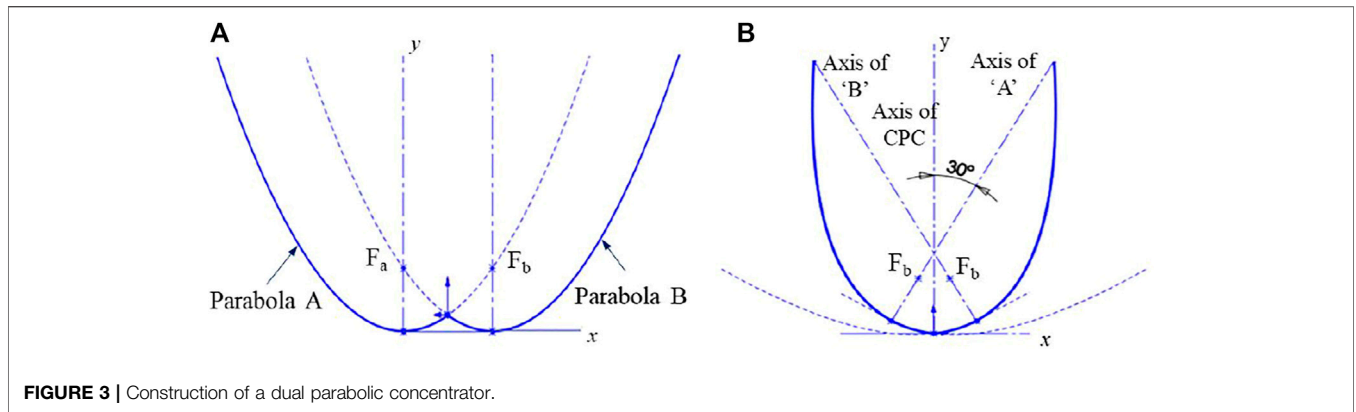 A
y
F_a
F_b
Parabola A
Parabola B
x
B
y
Axis of
'B'
Axis of
'A'
Axis of
CPC
30°
F_b
F_b
x
FIGURE 3 | Construction of a dual parabolic concentrator.